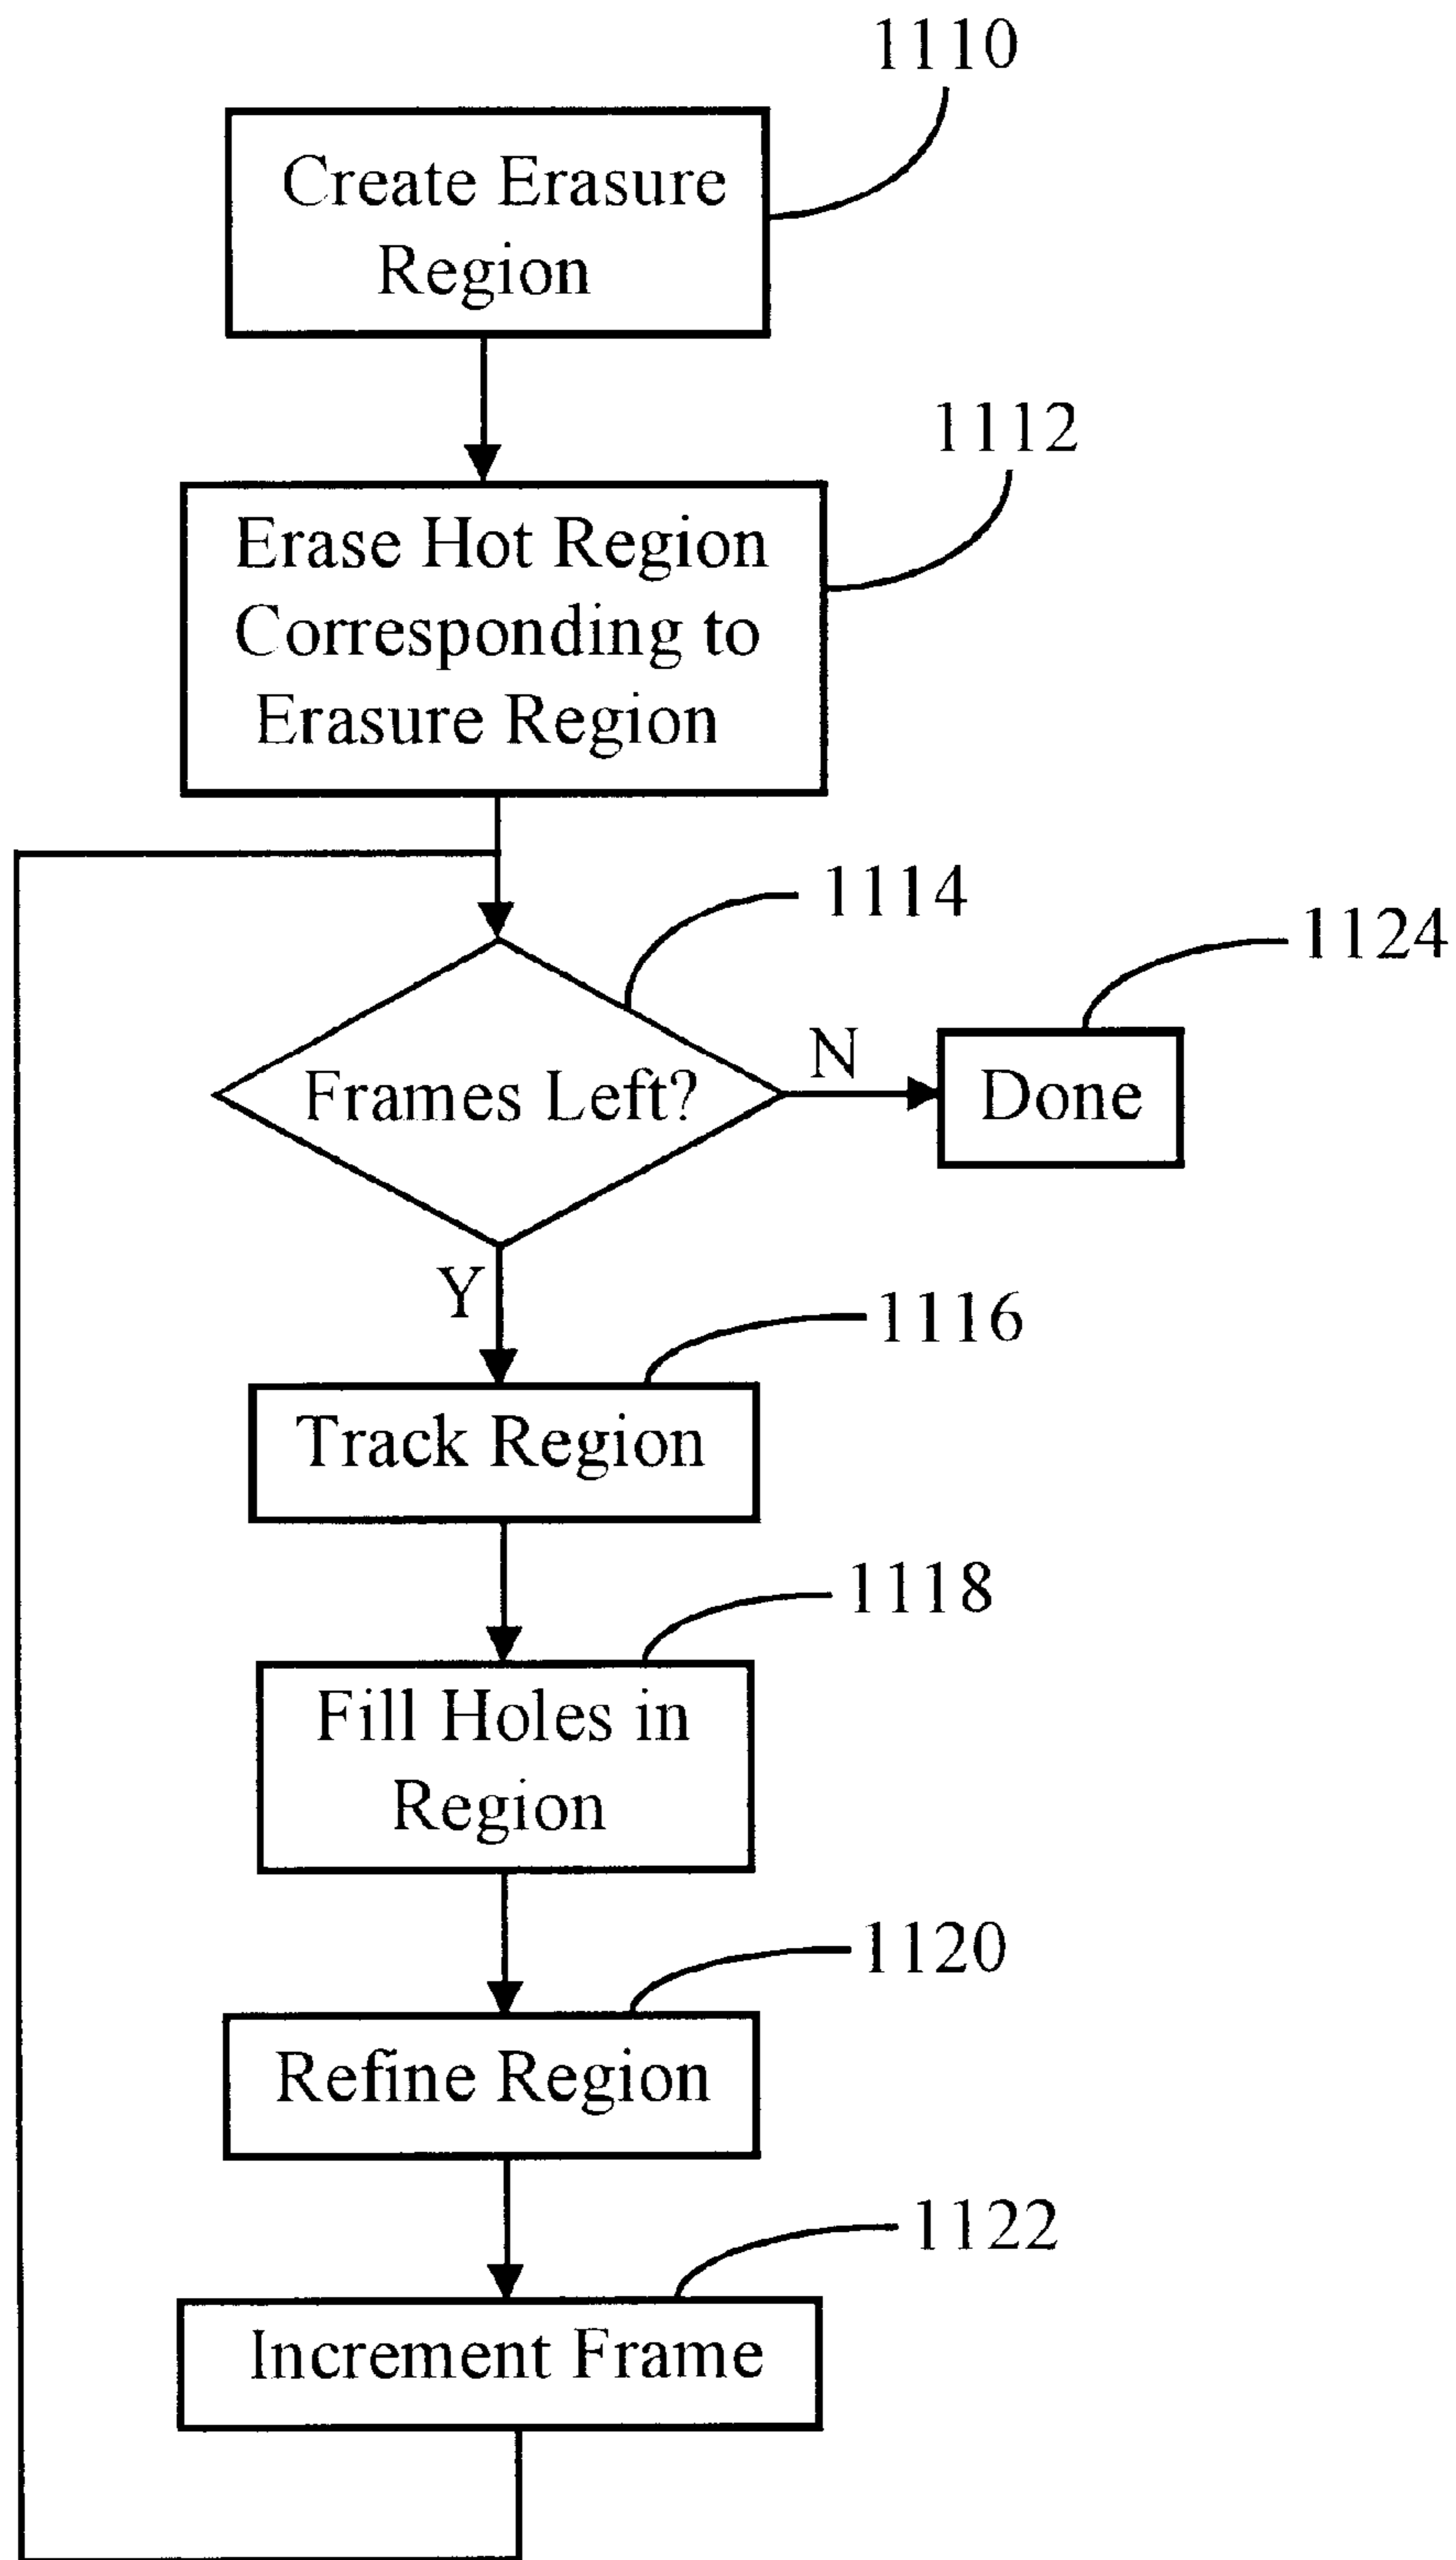 1110
Create Erasure
Region
1112
Erase Hot Region
Corresponding to
Erasure Region
1114
1124
Frames Left?
N
Done
Y
1116
Track Region
1118
Fill Holes in
Region
1120
Refine Region
1122
Increment Frame